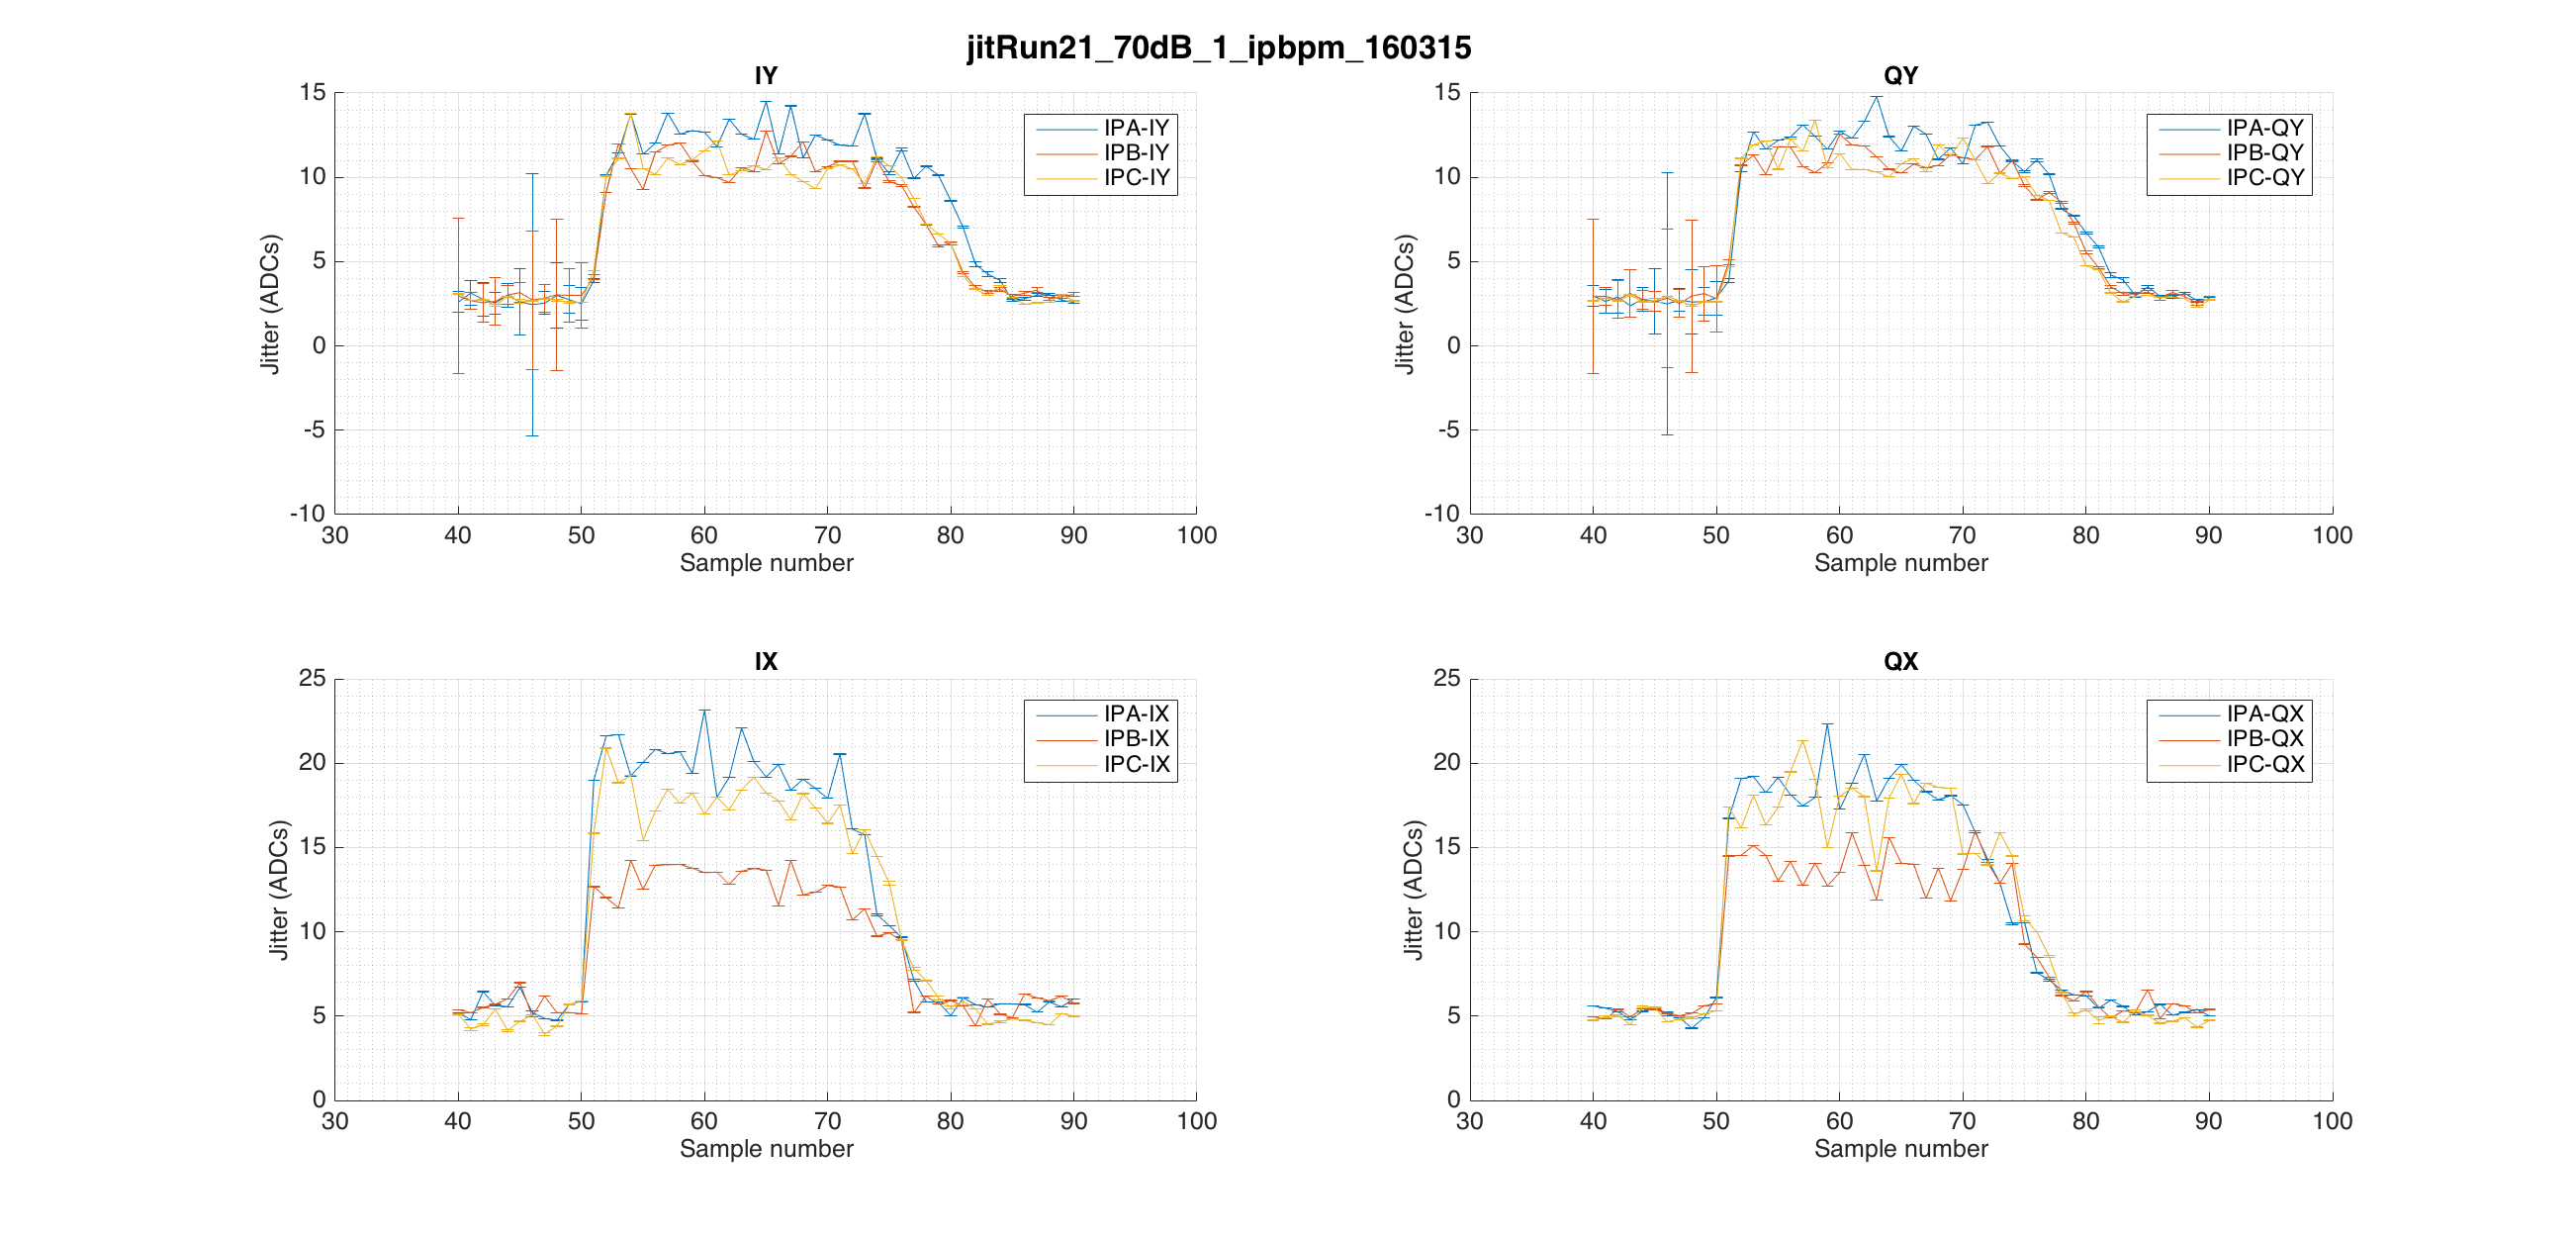 jitRun21_70dB_1_ipbpm_160315
IY
15
10
5
0
-5
-10
30 40 50 60 70 80 90 100
Jitter (ADCs)
Sample number
IPA-IY
IPB-IY
IPC-IY
QY
15
10
5
0
-5
-10
30 40 50 60 70 80 90 100
Jitter (ADCs)
Sample number
IPA-QY
IPB-QY
IPC-QY
IX
25
20
15
10
5
0
30 40 50 60 70 80 90 100
Jitter (ADCs)
Sample number
IPA-IX
IPB-IX
IPC-IX
QX
25
20
15
10
5
0
30 40 50 60 70 80 90 100
Jitter (ADCs)
Sample number
IPA-QX
IPB-QX
IPC-QX